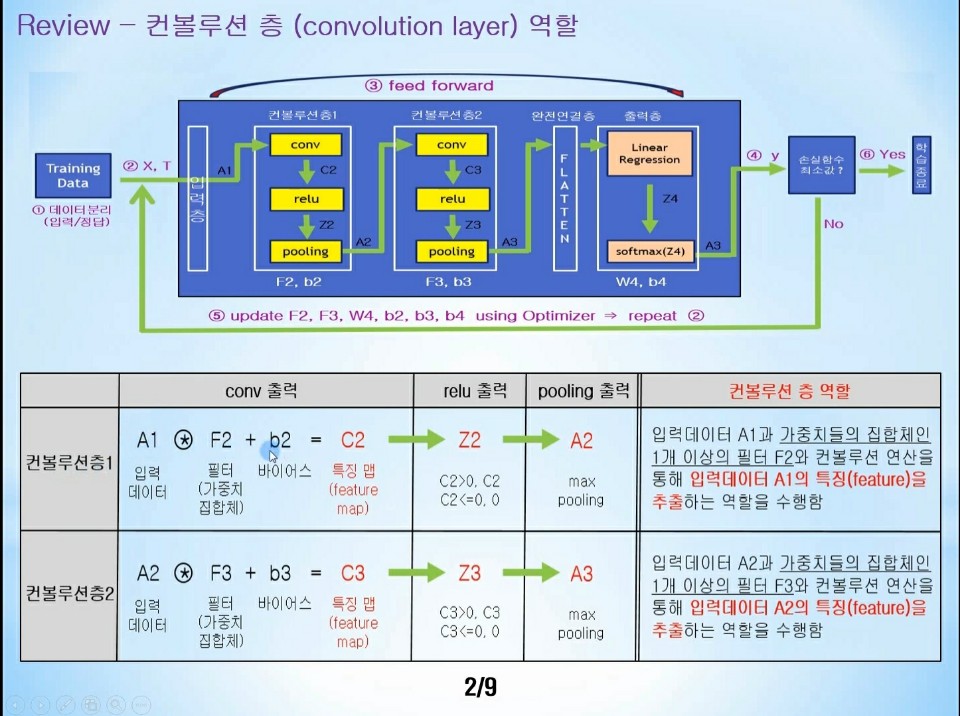 Review – 컨볼루션 층 (convolution layer) 역할
③ feed forward
컨볼루션층1
컨볼루션층2
완전연결층
출력층
Training
Data
① 데이터분리
(입력/정답)
② X, T
입력층
A1
conv
C2
relu
Z2
pooling
A2
F2, b2
conv
C3
relu
Z3
pooling
A3
F3, b3
FLATTEN
Linear
Regression
Z4
softmax(Z4)
A3
W4, b4
④ y
손실함수
최소값?
⑥ Yes
학습종료
No
⑤ update F2, F3, W4, b2, b3, b4 using Optimizer ⇒ repeat ②
conv 출력
relu 출력
pooling 출력
컨볼루션 층 역할
컨볼루션층1
A1 ⊛ F2 + b2 = C2
Z2
A2
입력
데이터
필터
(가중치
집합체)
바이어스
특징 맵
(feature
map)
C2>0, C2
C2<=0, 0
max
pooling
입력데이터 A1과 가중치들의 집합체인
1개 이상의 필터 F2와 컨볼루션 연산을
통해 입력데이터 A1의 특징(feature)을
추출하는 역할을 수행함
컨볼루션층2
A2 ⊛ F3 + b3 = C3
Z3
A3
입력
데이터
필터
(가중치
집합체)
바이어스
특징 맵
(feature
map)
C3>0, C3
C3<=0, 0
max
pooling
입력데이터 A2과 가중치들의 집합체인
1개 이상의 필터 F3와 컨볼루션 연산을
통해 입력데이터 A2의 특징(feature)을
추출하는 역할을 수행함
2/9